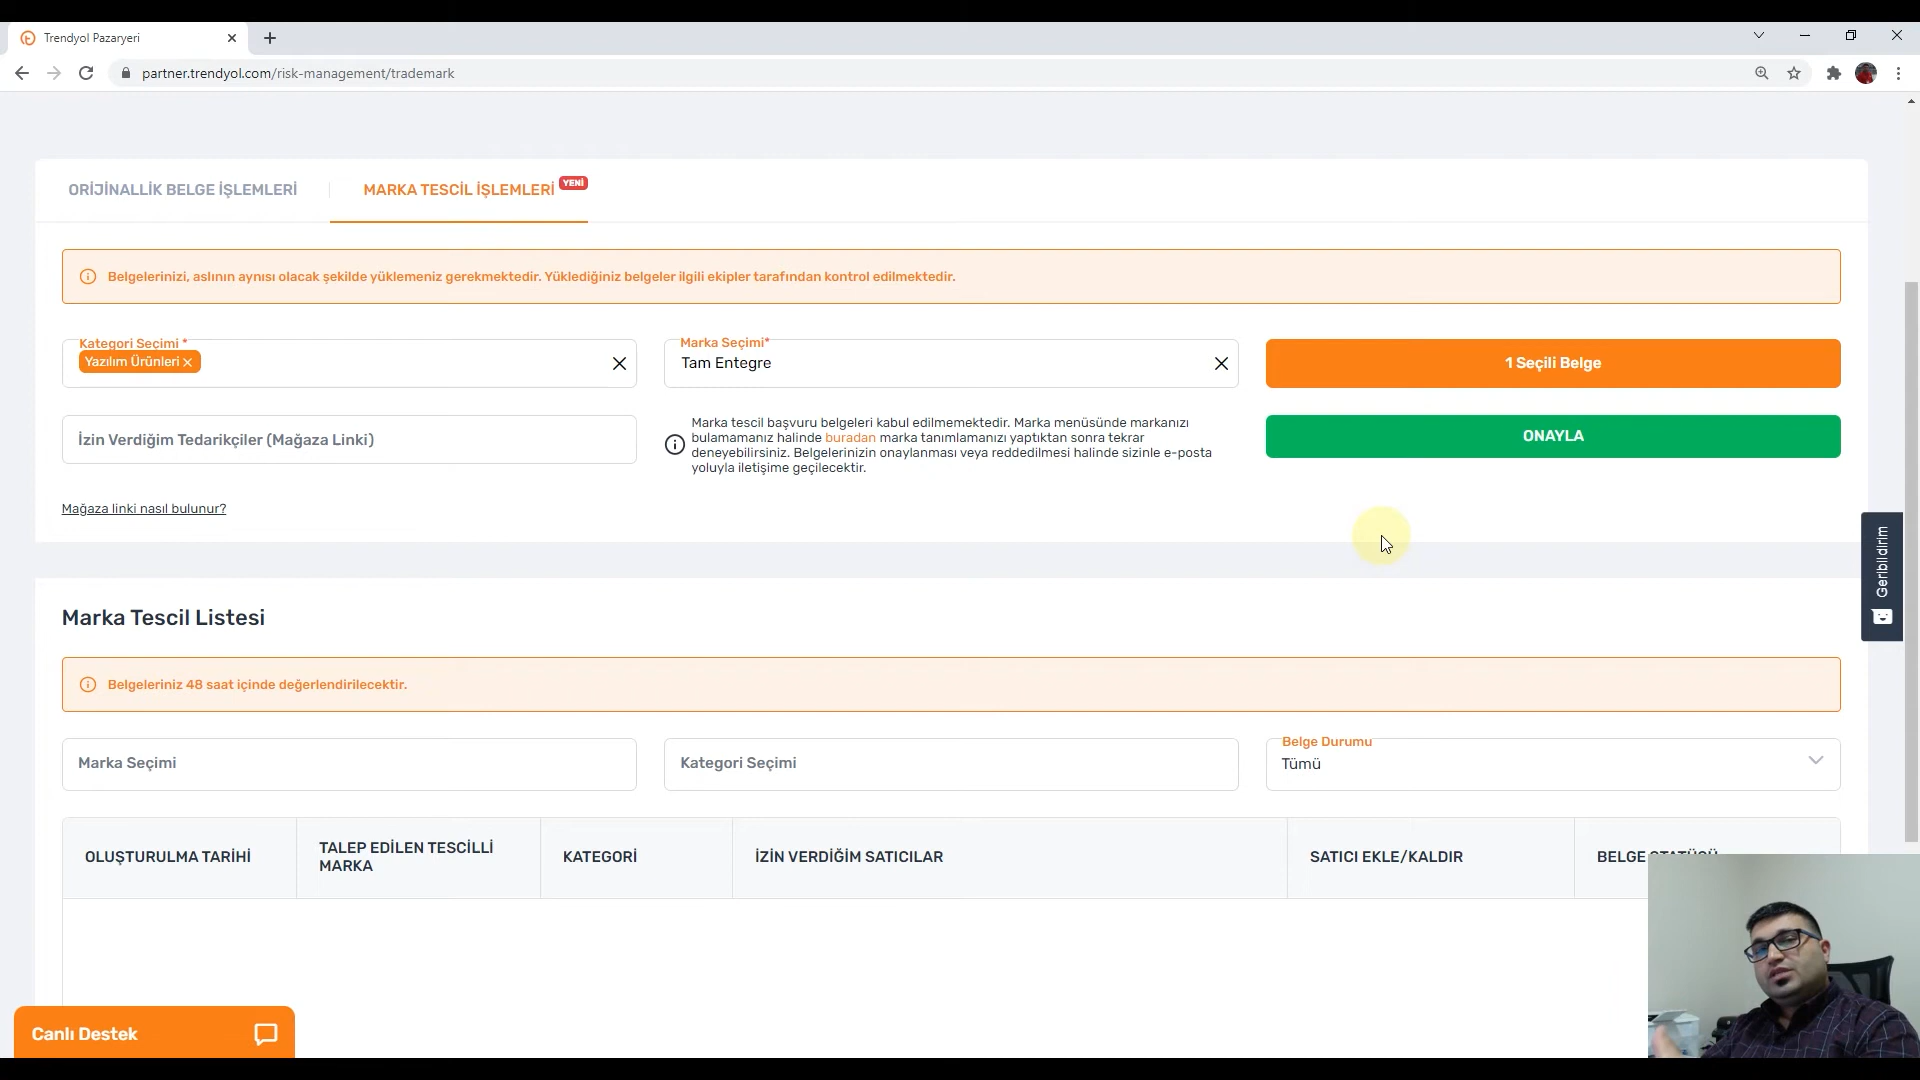 Trendyol Pazaryeri
partner.trendyol.com/risk-management/trademark
ORİJİNALLİK BELGE İŞLEMLERİ
MARKA TESCİL İŞLEMLERİ YENİ
Belgelerinizi, aslının aynısı olacak şekilde yüklemeniz gerekmektedir. Yüklediğiniz belgeler ilgili ekipler tarafından kontrol edilmektedir.
Kategori Seçimi *
Yazılım Ürünleri
Marka Seçimi*
Tam Entegre
1 Seçili Belge
İzin Verdiğim Tedarikçiler (Mağaza Linki)
Marka tescil başvuru belgeleri kabul edilmemektedir. Marka menüsünde markanızı
bulamamanız halinde buradan marka tanımlamanızı yaptıktan sonra tekrar
deneyebilirsiniz. Belgelerinizin onaylanması veya reddedilmesi halinde sizinle e-posta
yoluyla iletişime geçilecektir.
ONAYLA
Mağaza linki nasıl bulunur?
Geribildirim
Marka Tescil Listesi
Belgeleriniz 48 saat içinde değerlendirilecektir.
Marka Seçimi
Kategori Seçimi
Belge Durumu
Tümü
OLUŞTURULMA TARİHİ
TALEP EDİLEN TESCİLLİ
MARKA
KATEGORİ
İZİN VERDİĞİM SATICILAR
SATICI EKLE/KALDIR
BELGE STATÜSÜ
Canlı Destek